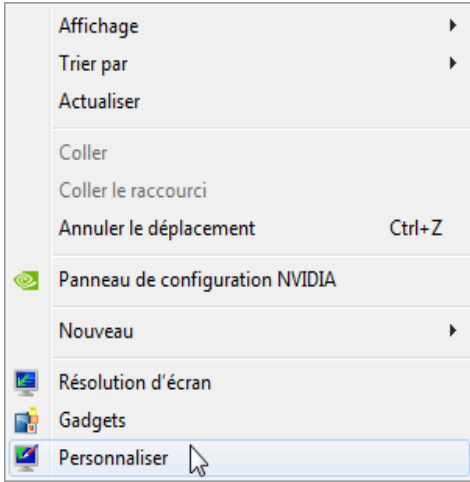 Affichage
Trier par
Actualiser
Coller
Coller le raccourci
Annuler le déplacement Ctrl+Z
Panneau de configuration NVIDIA
Nouveau
Résolution d'écran
Gadgets
Personnaliser